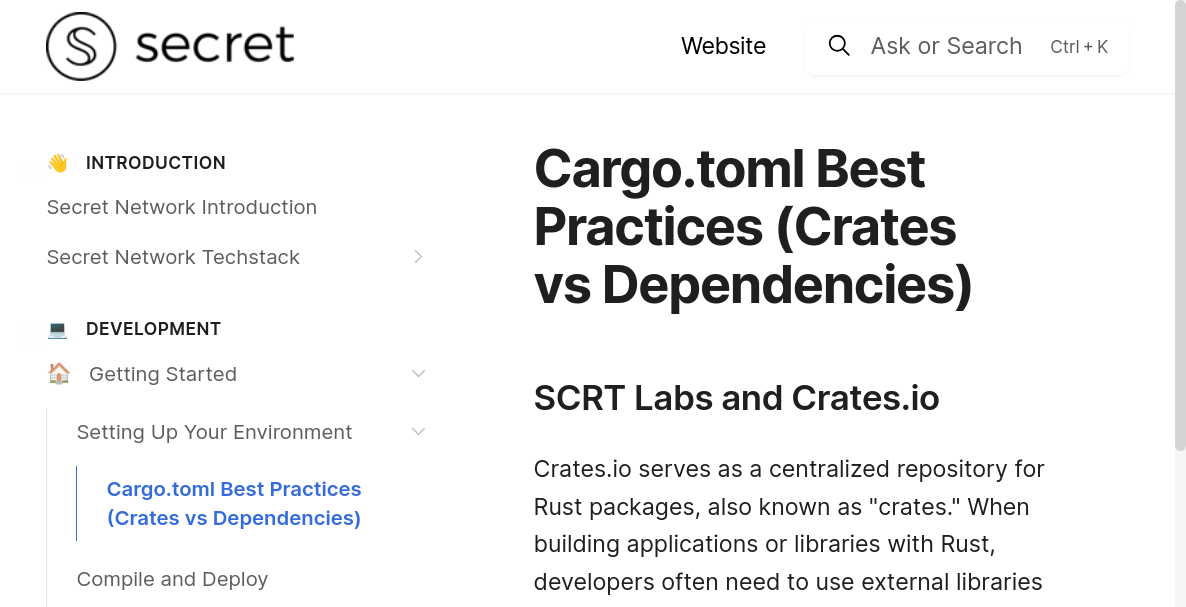 secret
Website
Ask or Search
Ctrl + K
INTRODUCTION
Secret Network Introduction
Secret Network Techstack
DEVELOPMENT
Getting Started
Setting Up Your Environment
Cargo.toml Best Practices
(Crates vs Dependencies)
Compile and Deploy
Cargo.toml Best
Practices (Crates
vs Dependencies)
SCRT Labs and Crates.io
Crates.io serves as a centralized repository for
Rust packages, also known as "crates." When
building applications or libraries with Rust,
developers often need to use external libraries